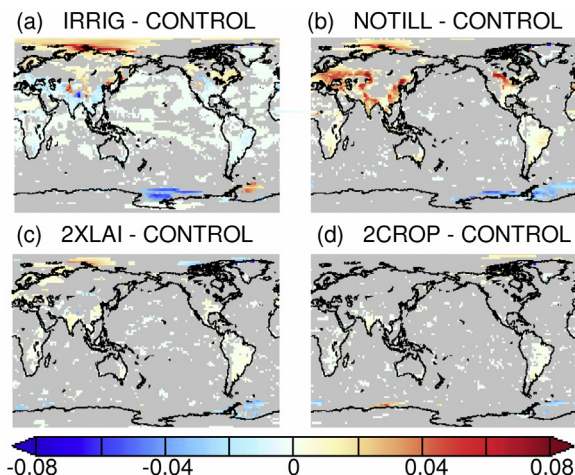 (a) IRRIG - CONTROL
(b) NOTILL - CONTROL
(c) 2XLAI - CONTROL
(d) 2CROP - CONTROL
-0.08 -0.04 0 0.04 0.08